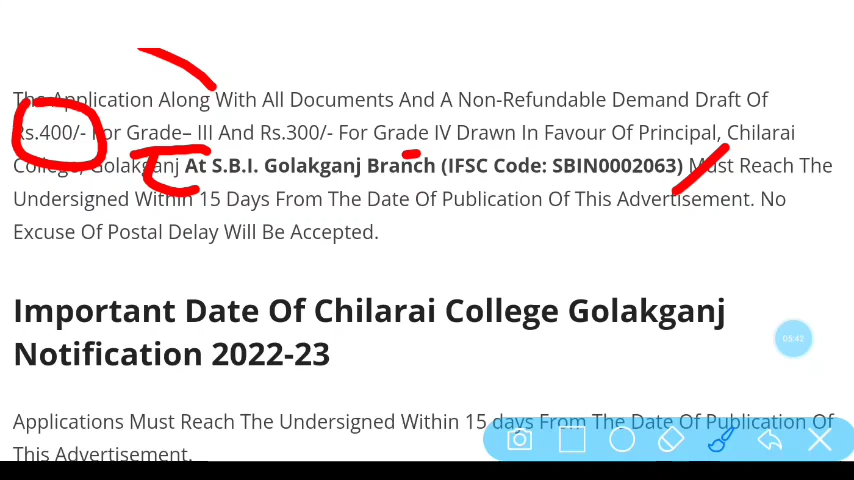 The Application Along With All Documents And A Non-Refundable Demand Draft Of
Rs.400/- For Grade– III And Rs.300/- For Grade IV Drawn In Favour Of Principal, Chilarai
College, Golakganj At S.B.I. Golakganj Branch (IFSC Code: SBIN0002063) Must Reach The
Undersigned Within 15 Days From The Date Of Publication Of This Advertisement. No
Excuse Of Postal Delay Will Be Accepted.
Important Date Of Chilarai College Golakganj
Notification 2022-23
05:42
Applications Must Reach The Undersigned Within 15 days From The Date Of Publication Of
This Advertisement.